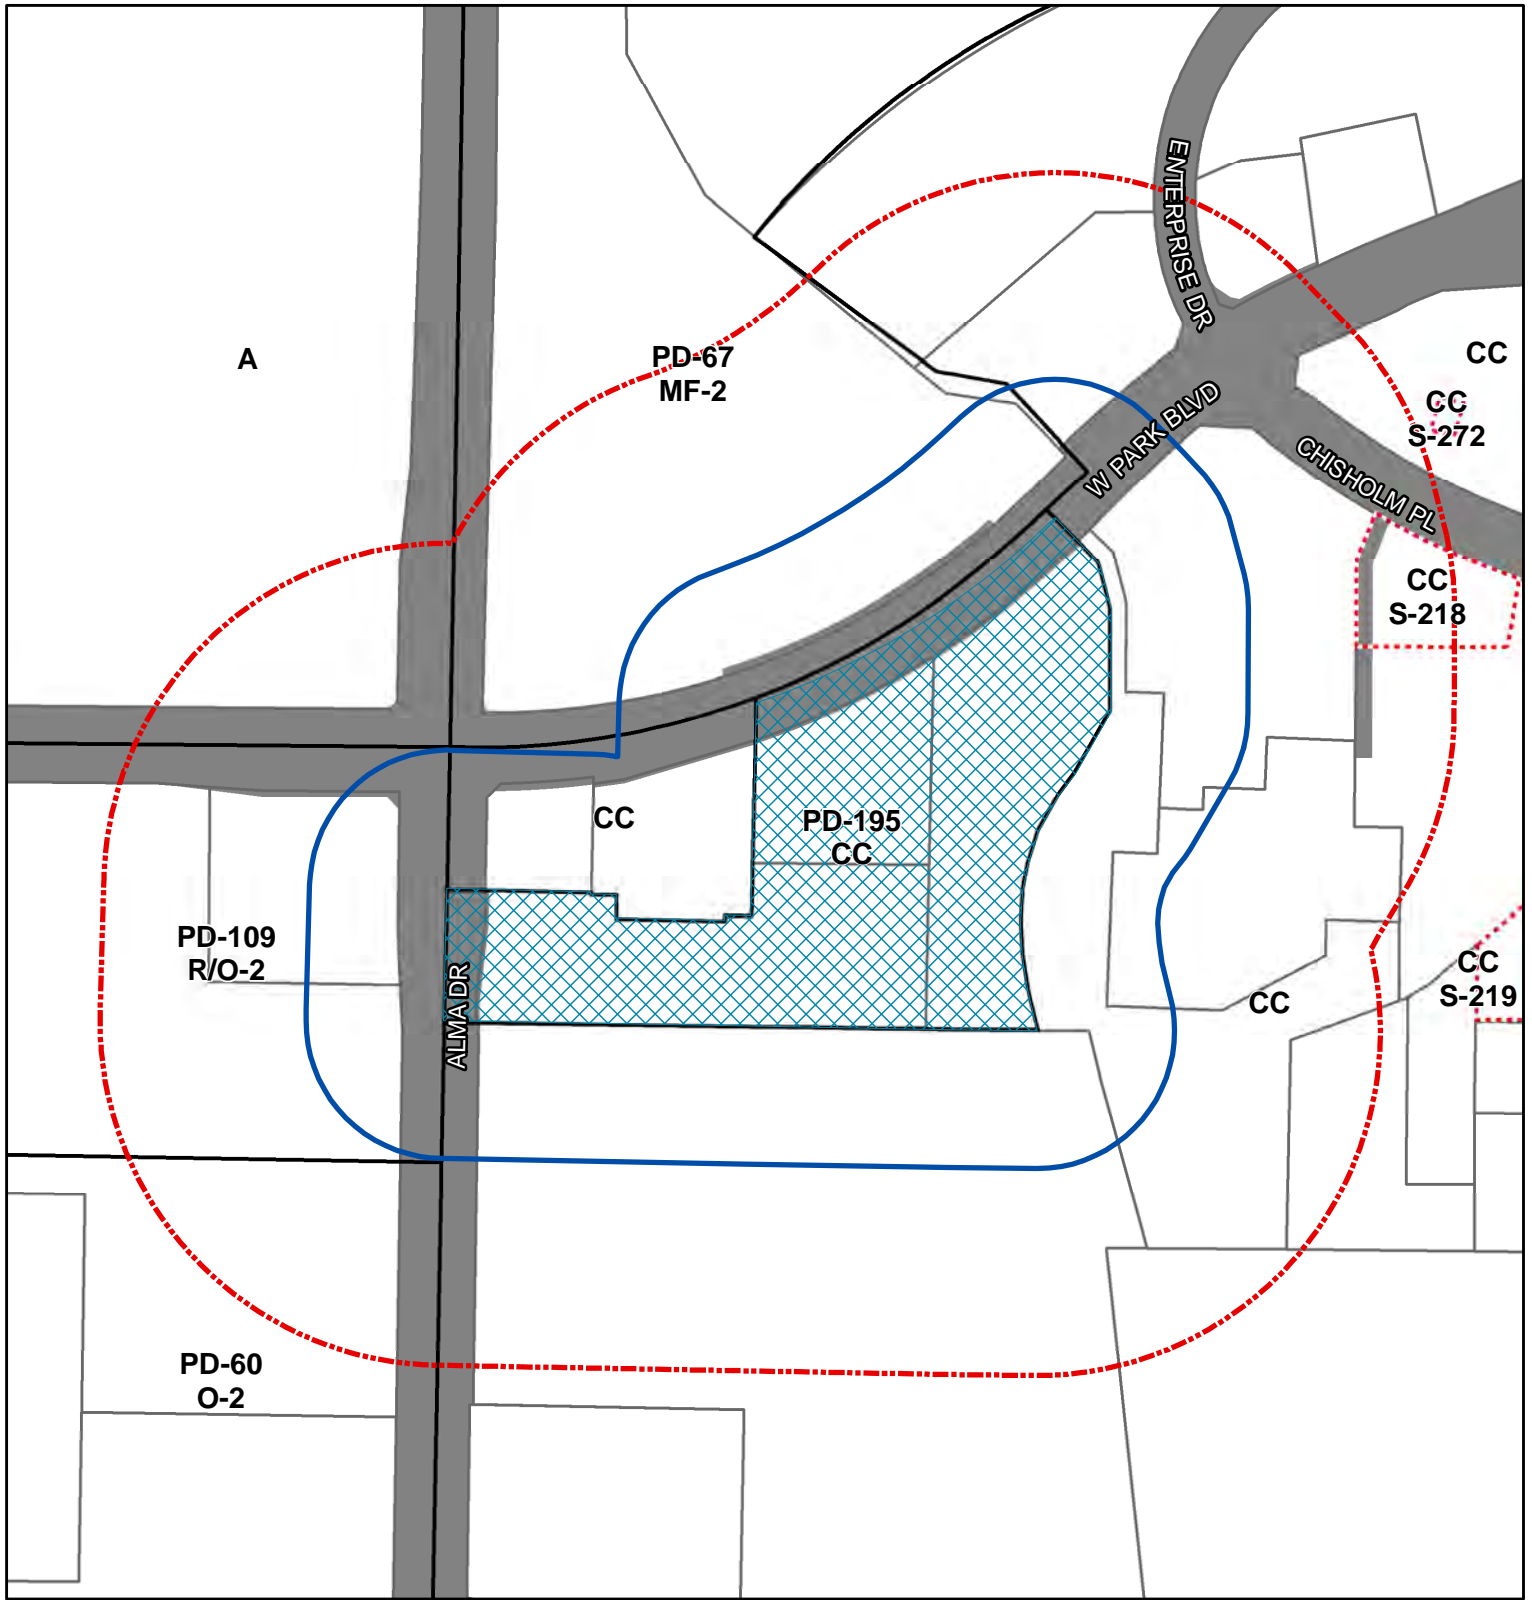 ENTERPRISE DR
A
PD-67
MF-2
CC
CC
S-272
W PARK BLVD
CHISHOLM PL
CC
S-218
CC
PD-195
CC
PD-109
R/O-2
ALMA DR
CC
CC
S-219
PD-60
O-2